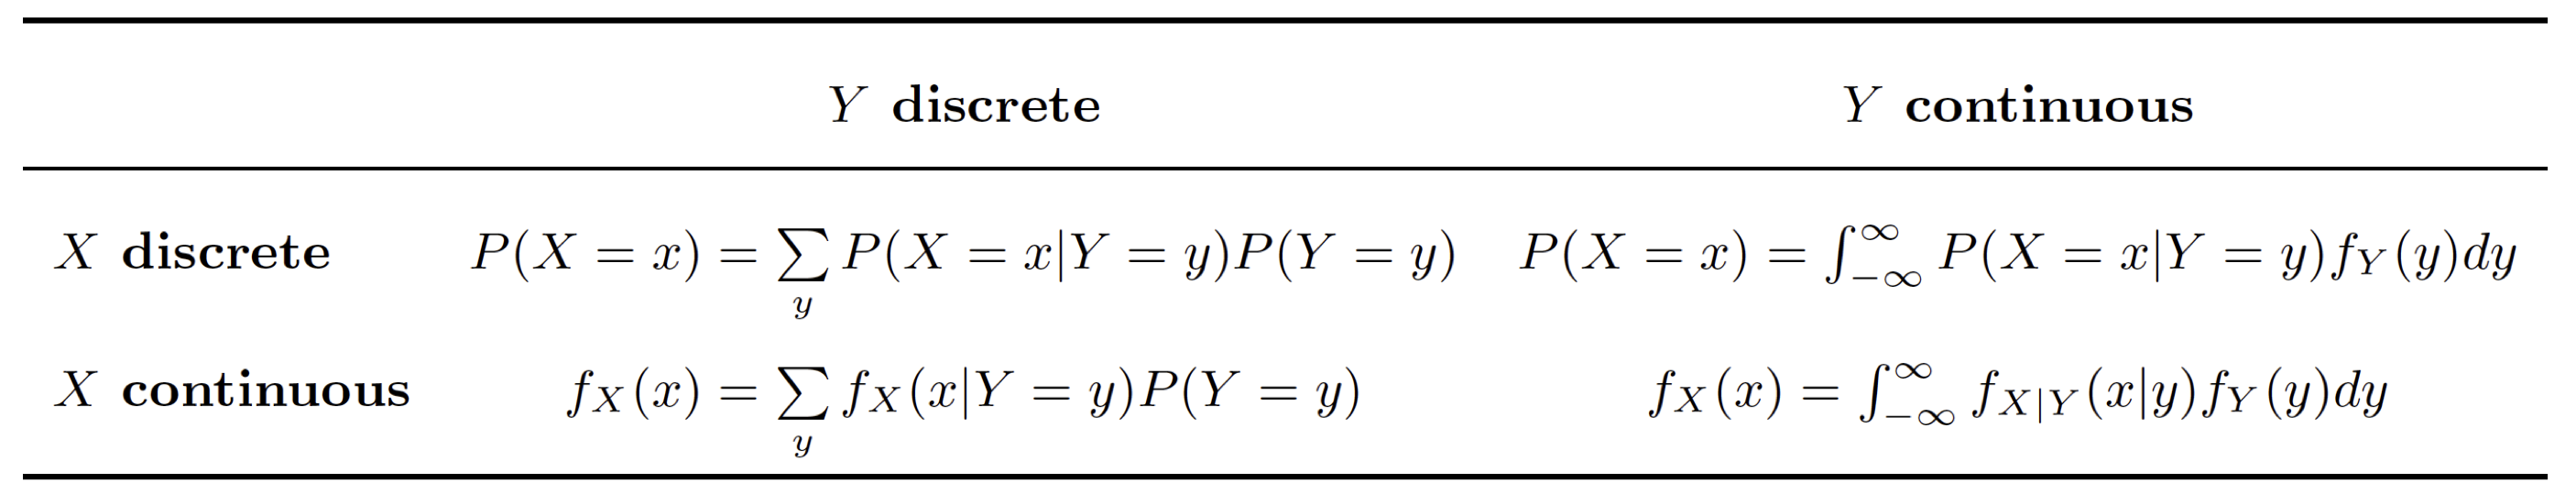 Y discrete Y continuous
X discrete P(X = x) = ∑_y P(X = x|Y = y)P(Y = y) P(X = x) = ∫_{−∞}^{∞} P(X = x|Y = y)f_Y(y)dy
X continuous f_X(x) = ∑_y f_X(x|Y = y)P(Y = y) f_X(x) = ∫_{−∞}^{∞} f_{X|Y}(x|y)f_Y(y)dy